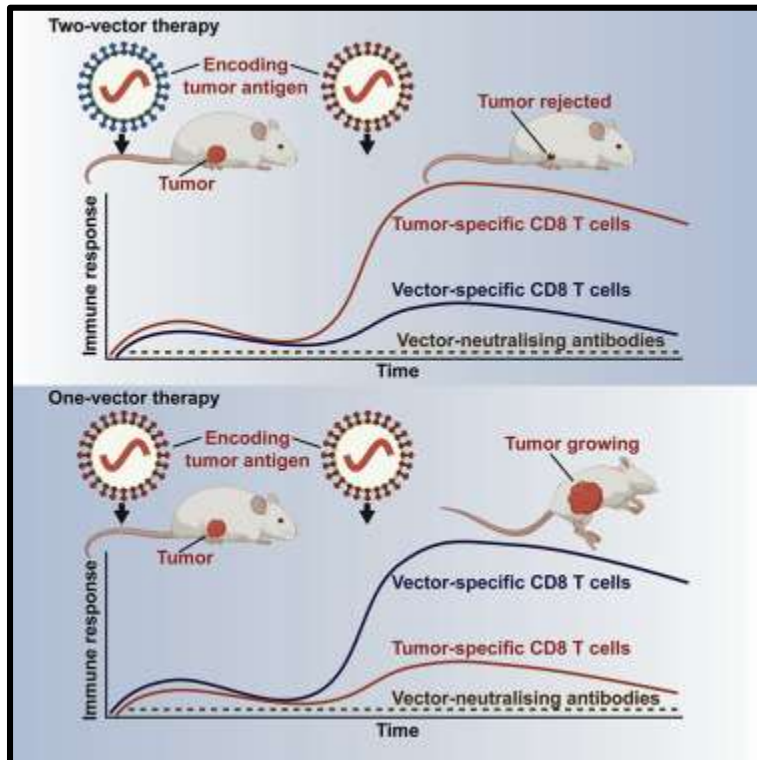 Two-vector therapy
Encoding
tumor antigen
Tumor rejected
Tumor
Tumor-specific CD8 T cells
Vector-specific CD8 T cells
Vector-neutralising antibodies
Immune response
Time
One-vector therapy
Encoding
tumor antigen
Tumor growing
Tumor
Vector-specific CD8 T cells
Tumor-specific CD8 T cells
Vector-neutralising antibodies
Immune response
Time